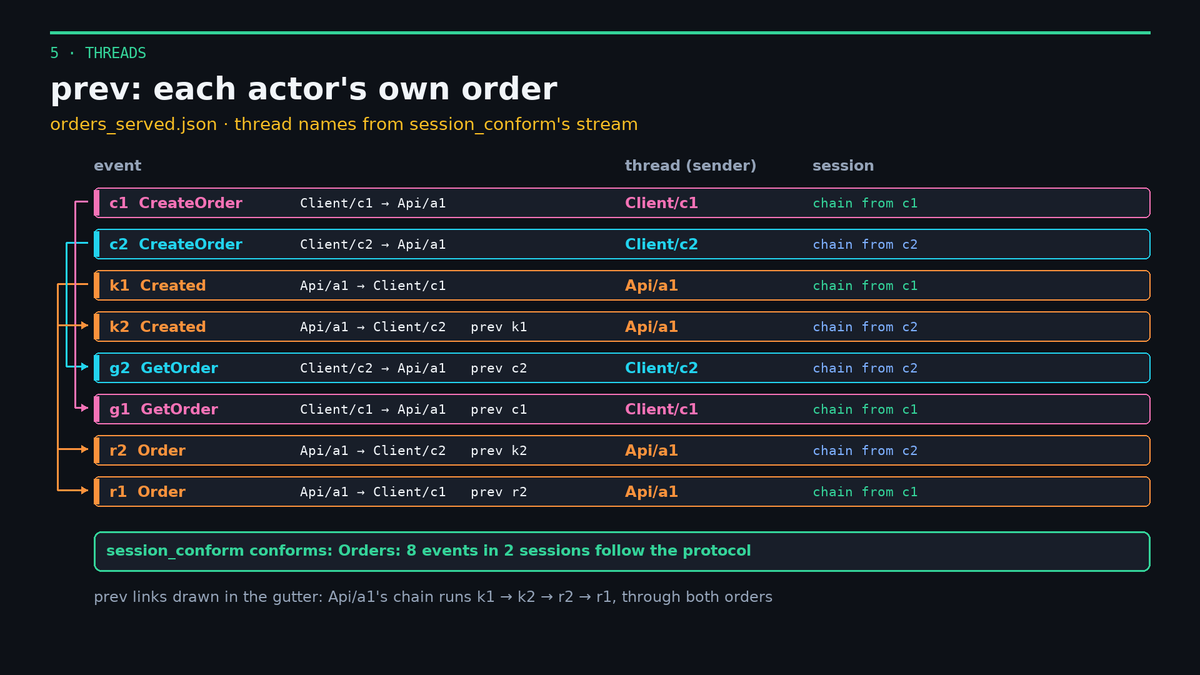 5 · THREADS
prev: each actor's own order
orders_served.json · thread names from session_conform's stream
event thread (sender) session
c1 CreateOrder Client/c1 → Api/a1 Client/c1 chain from c1
c2 CreateOrder Client/c2 → Api/a1 Client/c2 chain from c2
k1 Created Api/a1 → Client/c1 Api/a1 chain from c1
k2 Created Api/a1 → Client/c2 prev k1 Api/a1 chain from c2
g2 GetOrder Client/c2 → Api/a1 prev c2 Client/c2 chain from c2
g1 GetOrder Client/c1 → Api/a1 prev c1 Client/c1 chain from c1
r2 Order Api/a1 → Client/c2 prev k2 Api/a1 chain from c2
r1 Order Api/a1 → Client/c1 prev r2 Api/a1 chain from c1
session_conform conforms: Orders: 8 events in 2 sessions follow the protocol
prev links drawn in the gutter: Api/a1's chain runs k1 → k2 → r2 → r1, through both orders